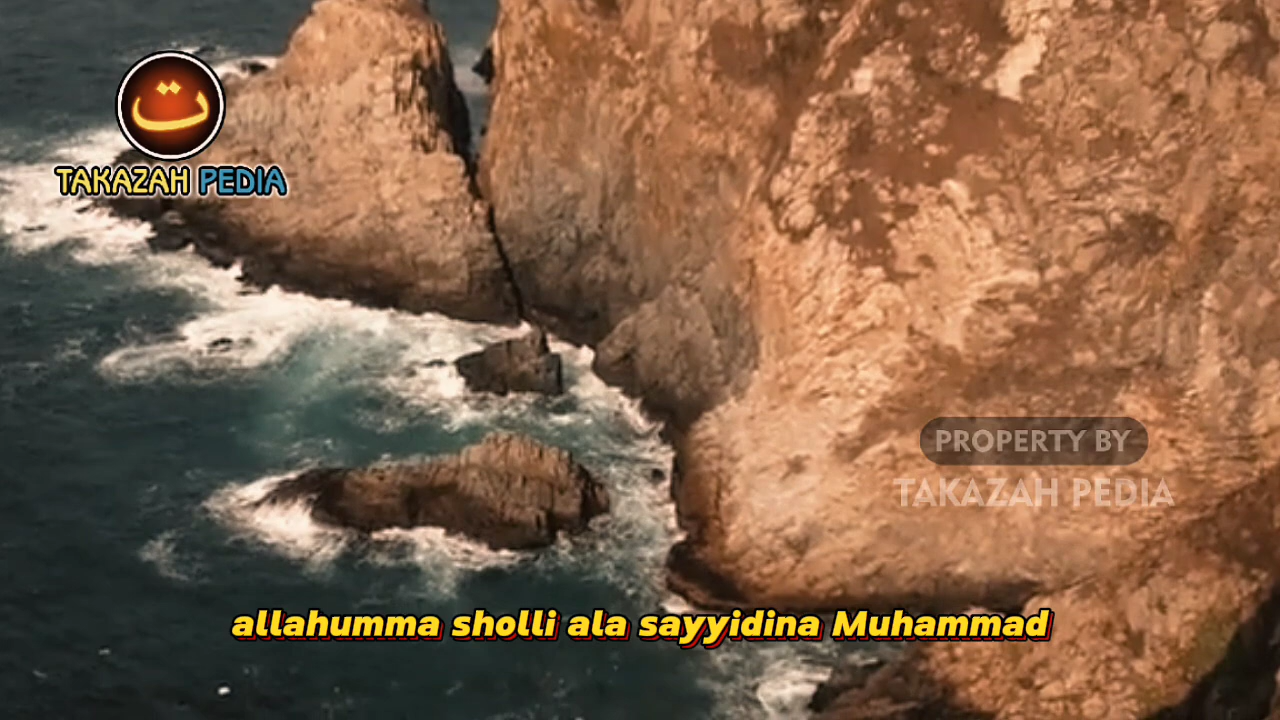 ت
TAKAZAH PEDIA
PROPERTY BY
TAKAZAH PEDIA
allahumma sholli ala sayyidina Muhammad